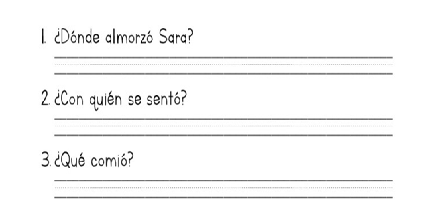 1. ¿Dónde almorzó Sara?
2. ¿Con quién se sentó?
3. ¿Qué comió?